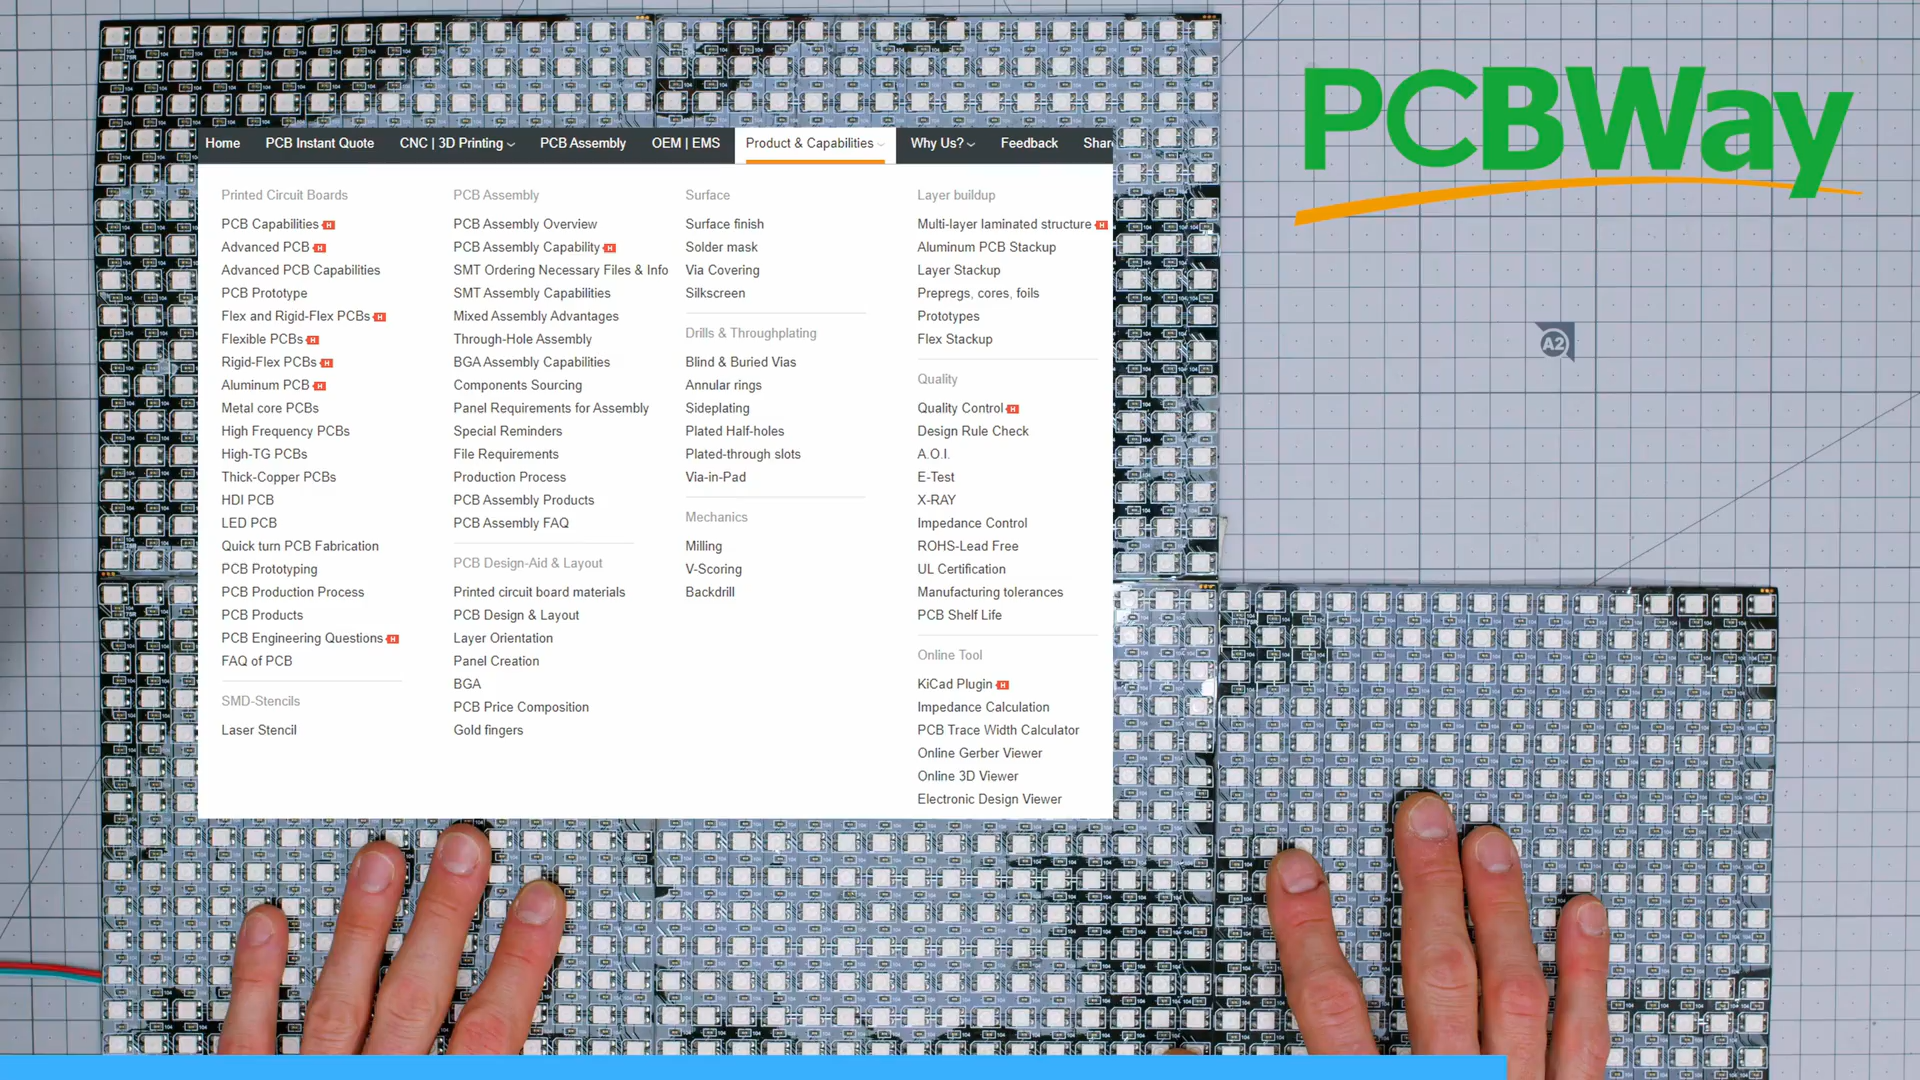 PCBWay
Home PCB Instant Quote CNC | 3D Printing PCB Assembly OEM | EMS Product & Capabilities Why Us? Feedback Shar
Printed Circuit Boards
PCB Capabilities H
Advanced PCB H
Advanced PCB Capabilities
PCB Prototype
Flex and Rigid-Flex PCBs H
Flexible PCBs H
Rigid-Flex PCBs H
Aluminum PCB H
Metal core PCBs
High Frequency PCBs
High-TG PCBs
Thick-Copper PCBs
HDI PCB
LED PCB
Quick turn PCB Fabrication
PCB Prototyping
PCB Production Process
PCB Products
PCB Engineering Questions H
FAQ of PCB
SMD-Stencils
Laser Stencil
PCB Assembly
PCB Assembly Overview
PCB Assembly Capability H
SMT Ordering Necessary Files & Info
SMT Assembly Capabilities
Mixed Assembly Advantages
Through-Hole Assembly
BGA Assembly Capabilities
Components Sourcing
Panel Requirements for Assembly
Special Reminders
File Requirements
Production Process
PCB Assembly Products
PCB Assembly FAQ
PCB Design-Aid & Layout
Printed circuit board materials
PCB Design & Layout
Layer Orientation
Panel Creation
BGA
PCB Price Composition
Gold fingers
Surface
Surface finish
Solder mask
Via Covering
Silkscreen
Drills & Throughplating
Blind & Buried Vias
Annular rings
Sideplating
Plated Half-holes
Plated-through slots
Via-in-Pad
Mechanics
Milling
V-Scoring
Backdrill
Layer buildup
Multi-layer laminated structure H
Aluminum PCB Stackup
Layer Stackup
Prepregs, cores, foils
Prototypes
Flex Stackup
Quality
Quality Control H
Design Rule Check
A.O.I.
E-Test
X-RAY
Impedance Control
ROHS-Lead Free
UL Certification
Manufacturing tolerances
PCB Shelf Life
Online Tool
KiCad Plugin H
Impedance Calculation
PCB Trace Width Calculator
Online Gerber Viewer
Online 3D Viewer
Electronic Design Viewer
A2